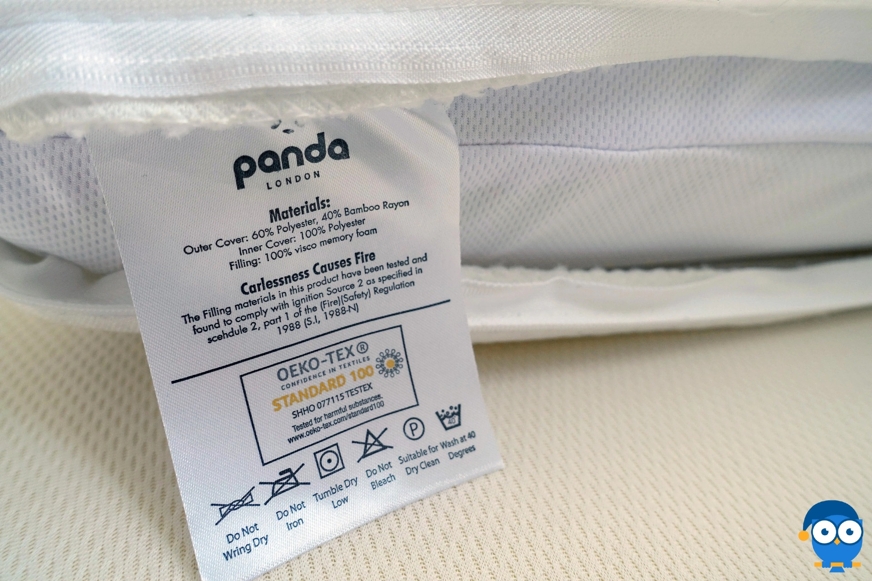 panda
LONDON
Materials:
Outer Cover: 60% Polyester, 40% Bamboo Rayon
Inner Cover: 100% Polyester
Filling: 100% visco memory foam
Carlessness Causes Fire
The Filling materials in this product have been tested and
found to comply with Ignition Source 2 as specified in
scehdule 2, part 1 of the (Fire)(Safety) Regulation
1988 (S.I, 1988-N)
OEKO-TEX®
CONFIDENCE IN TEXTILES
STANDARD 100
SHHO 077115 TESTEX
Tested for harmful substances.
www.oeko-tex.com/standard100
P
40
Do Not
Wring Dry
Do Not
Iron
Tumble Dry
Low
Do Not
Bleach
Suitable for
Dry Clean
Wash at 40
Degrees